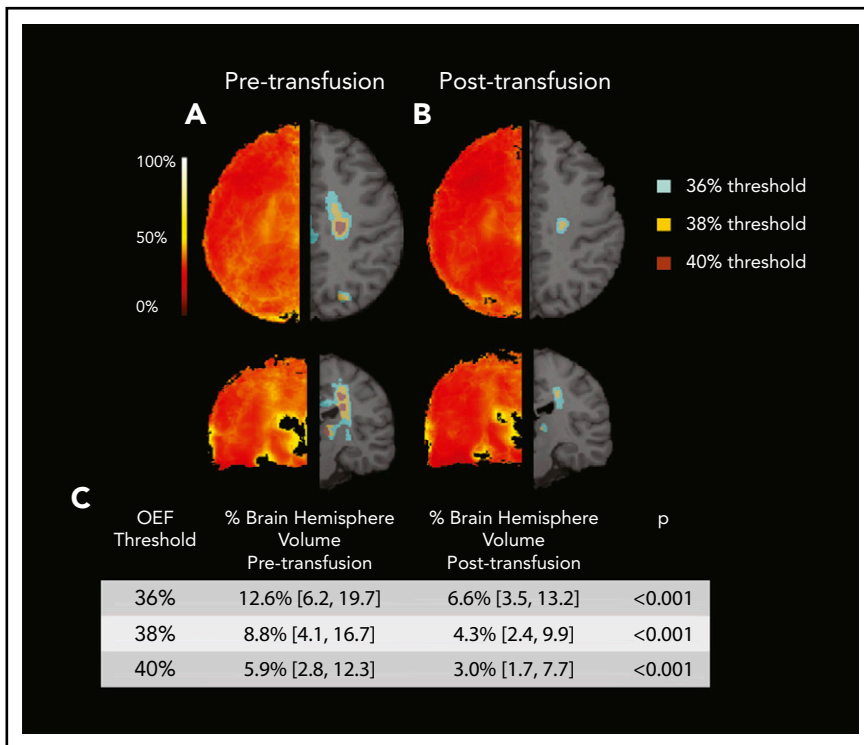 Pre-transfusion
Post-transfusion
A
B
100%
50%
0%
36% threshold
38% threshold
40% threshold
C
OEF
Threshold
% Brain Hemisphere
Volume
Pre-transfusion
% Brain Hemisphere
Volume
Post-transfusion
p
36% 12.6% [6.2, 19.7] 6.6% [3.5, 13.2] <0.001
38% 8.8% [4.1, 16.7] 4.3% [2.4, 9.9] <0.001
40% 5.9% [2.8, 12.3] 3.0% [1.7, 7.7] <0.001